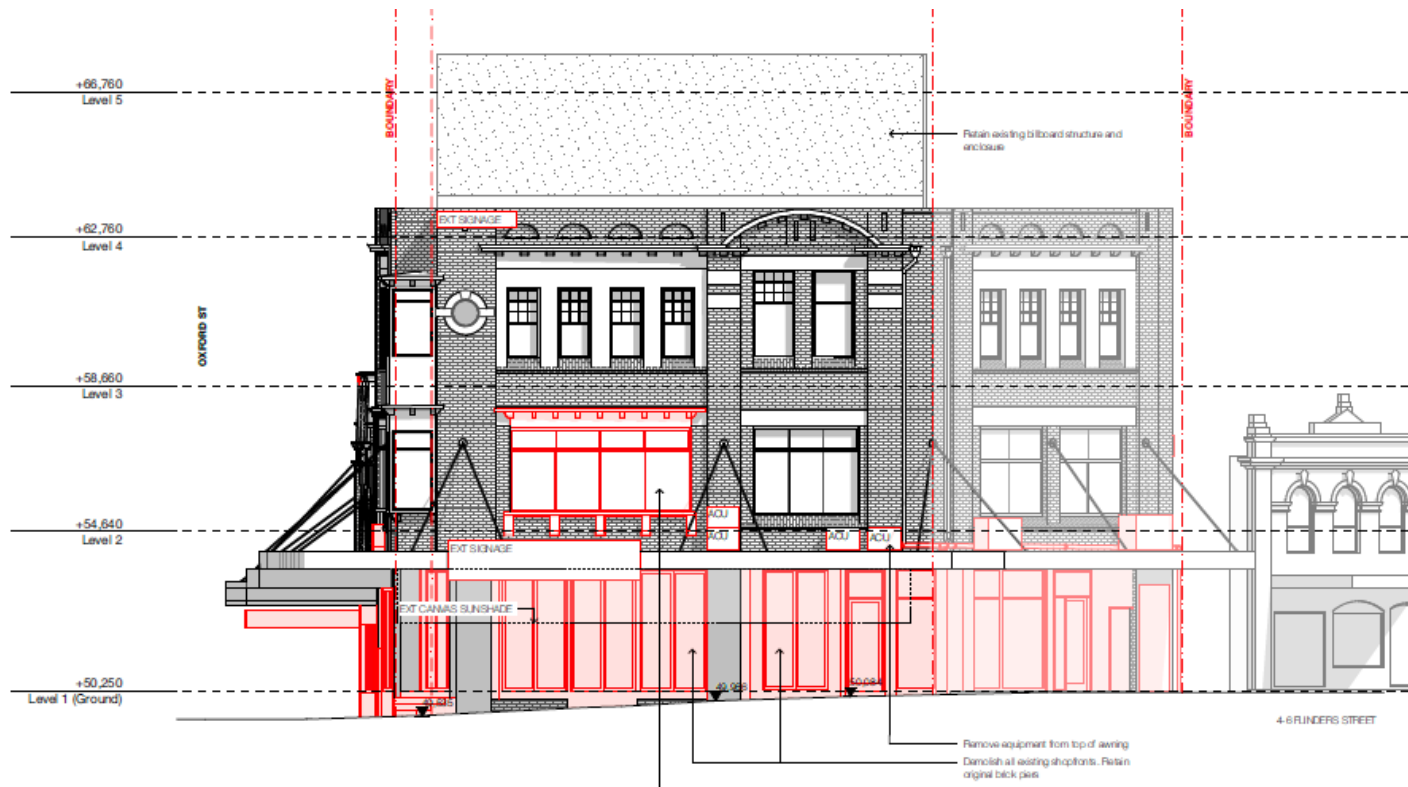 +66,760
Level 5
BOUNDARY
BOUNDARY
Retain existing billboard structure and
enclosure
EXT SIGNAGE
+62,760
Level 4
OXFORD ST
+58,660
Level 3
+54,640
Level 2
ACU
ACU
ACU
ACU
EXT SIGNAGE
EXT CANVAS SUNSHADE
+50,250
Level 1 (Ground)
50,084
4-6 FLINDERS STREET
Remove equipment from top of awning
Demolish all existing shopfronts. Retain
original brick piers